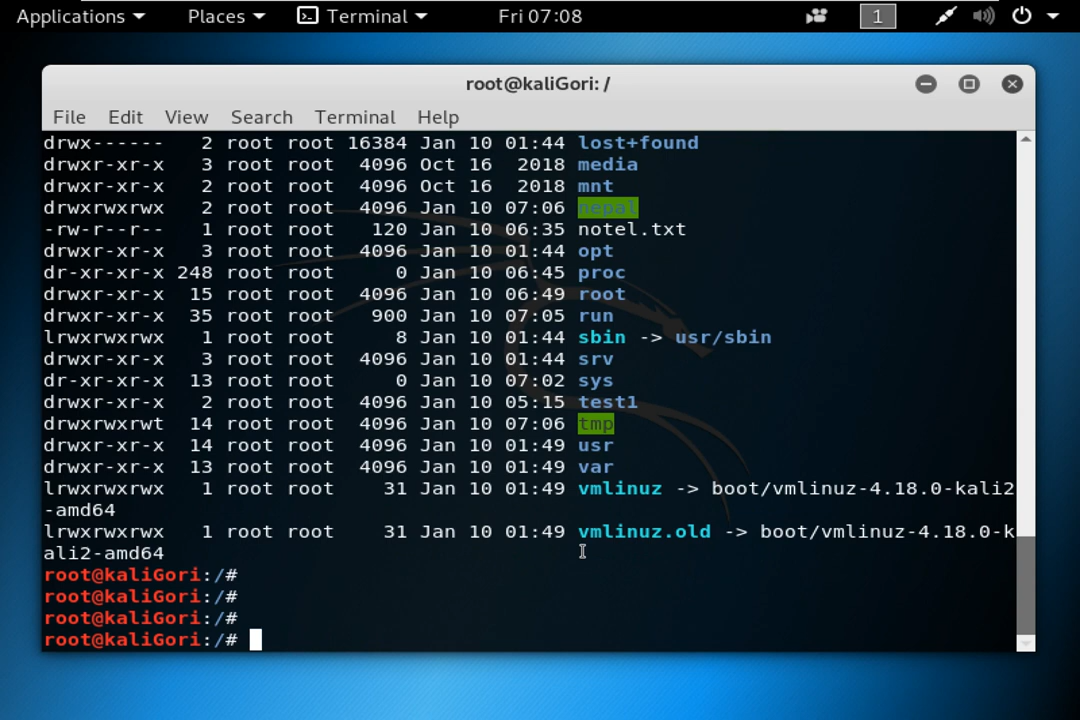 Applications Places Terminal Fri 07:08 1
root@kaliGori: /
File Edit View Search Terminal Help
drwx------   2 root root 16384 Jan 10 01:44 lost+found
drwxr-xr-x   3 root root  4096 Oct 16  2018 media
drwxr-xr-x   2 root root  4096 Oct 16  2018 mnt
drwxrwxrwx   2 root root  4096 Jan 10 07:06 nepal
-rw-r--r--   1 root root   120 Jan 10 06:35 notel.txt
drwxr-xr-x   3 root root  4096 Jan 10 01:44 opt
dr-xr-xr-x 248 root root     0 Jan 10 06:45 proc
drwxr-xr-x  15 root root  4096 Jan 10 06:49 root
drwxr-xr-x  35 root root   900 Jan 10 07:05 run
lrwxrwxrwx   1 root root     8 Jan 10 01:44 sbin -> usr/sbin
drwxr-xr-x   3 root root  4096 Jan 10 01:44 srv
dr-xr-xr-x  13 root root     0 Jan 10 07:02 sys
drwxr-xr-x   2 root root  4096 Jan 10 05:15 test1
drwxrwxrwt  14 root root  4096 Jan 10 07:06 tmp
drwxr-xr-x  14 root root  4096 Jan 10 01:49 usr
drwxr-xr-x  13 root root  4096 Jan 10 01:49 var
lrwxrwxrwx   1 root root    31 Jan 10 01:49 vmlinuz -> boot/vmlinuz-4.18.0-kali2
-amd64
lrwxrwxrwx   1 root root    31 Jan 10 01:49 vmlinuz.old -> boot/vmlinuz-4.18.0-k
ali2-amd64
root@kaliGori:/#
root@kaliGori:/#
root@kaliGori:/#
root@kaliGori:/#